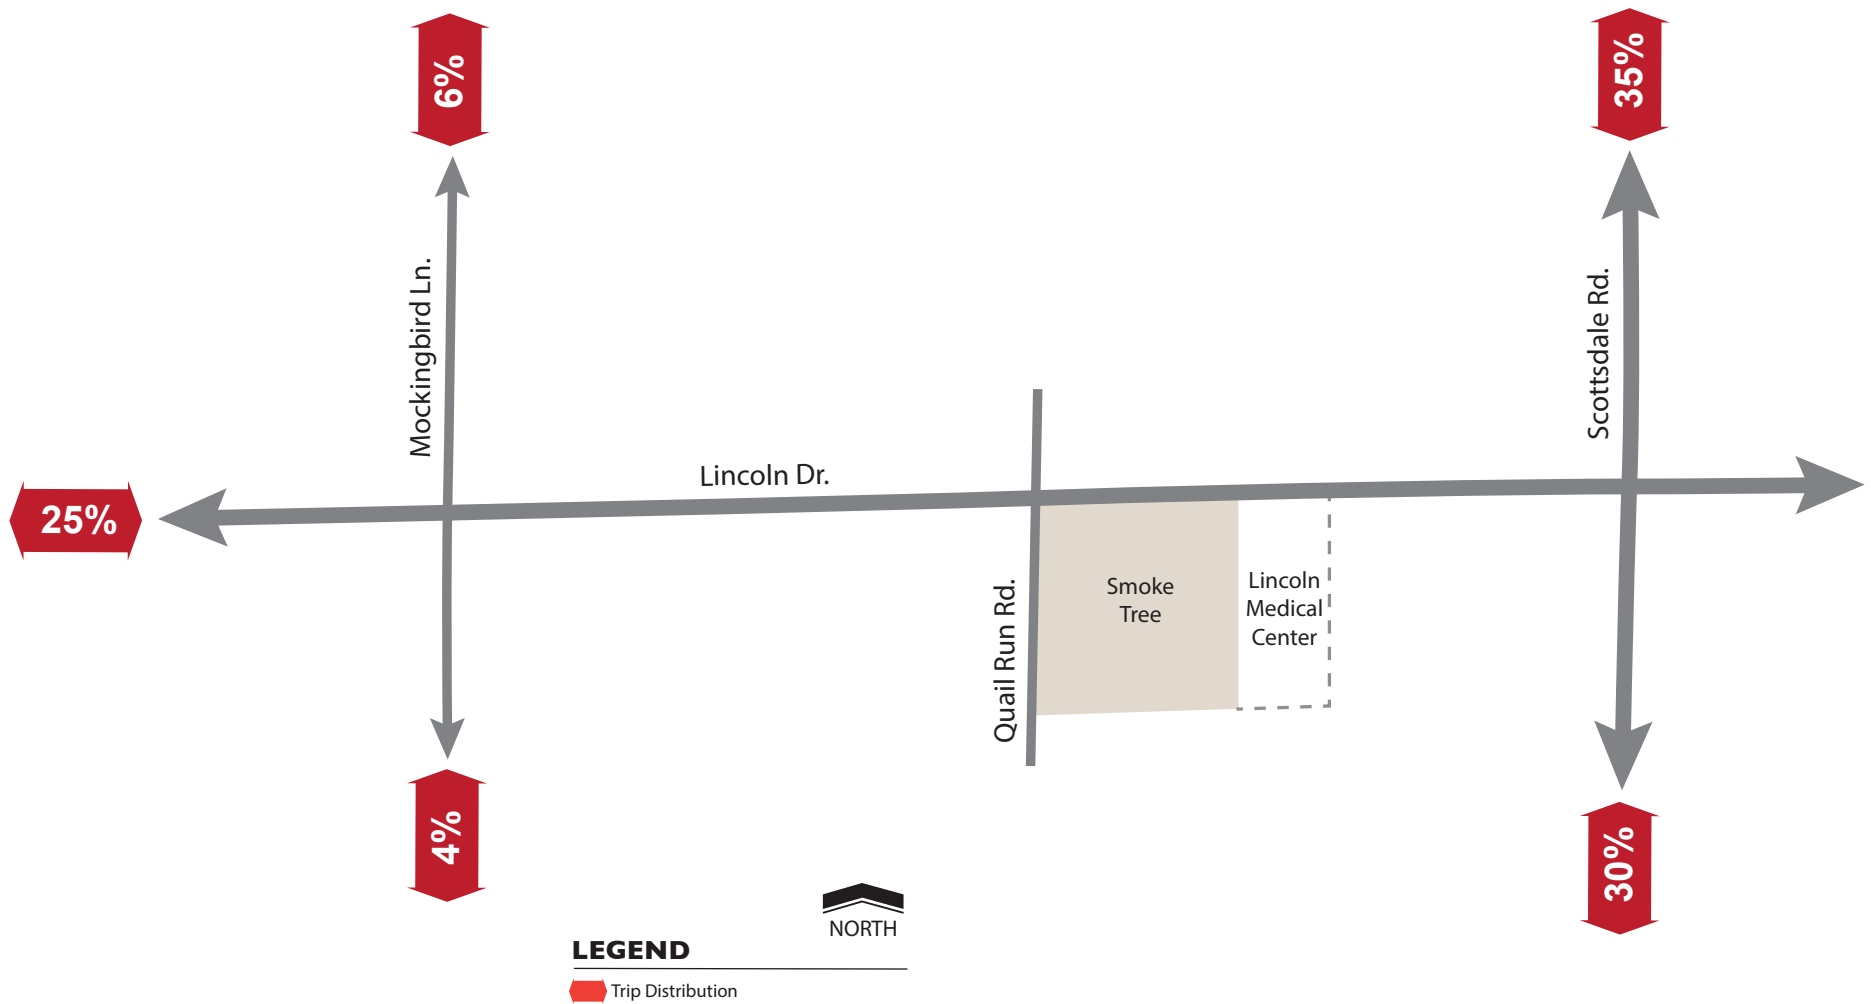 6%
35%
Mockingbird Ln.
Scottsdale Rd.
Lincoln Dr.
25%
Smoke
Tree
Lincoln
Medical
Center
Quail Run Rd.
4%
30%
NORTH
LEGEND
Trip Distribution